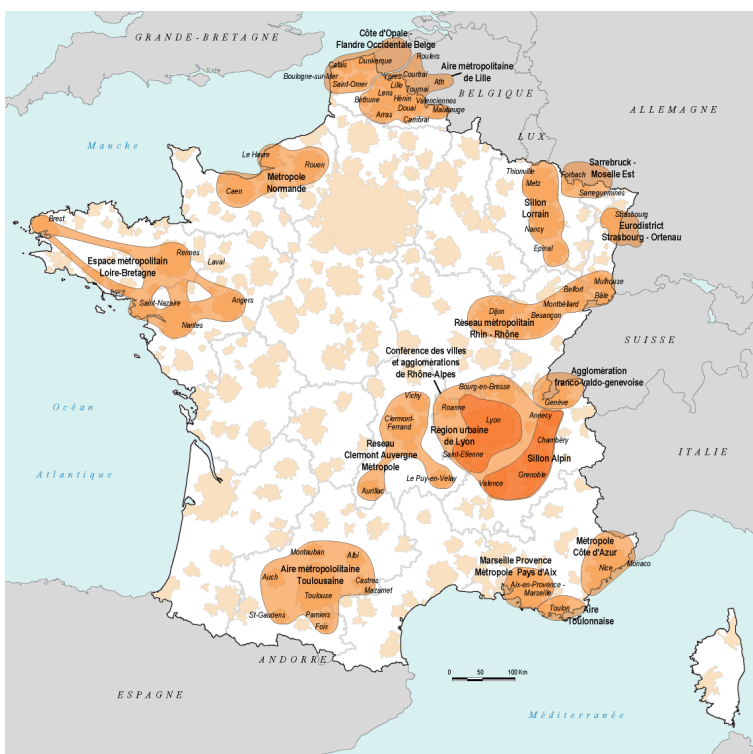 GRANDE-BRETAGNE
Côte d'Opale -
Flandre Occidentale Belge
Calais
Dunkerque
Roulers
Boulogne-sur-Mer
Saint-Omer
Ypres
Courtrai
Aire métropolitaine
de Lille
Lille
Ath
Tournai
Lens
Béthune
Hénin
Valenciennes
Douai
Maubeuge
Arras
Cambrai
BELGIQUE
ALLEMAGNE
LUX
Manche
Le Havre
Rouen
Métropole
Normande
Caen
Thionville
Metz
Sillon
Lorrain
Nancy
Epinal
Sarrebruck -
Moselle Est
Forbach
Sarreguemines
Strasbourg
Eurodistrict
Strasbourg - Ortenau
Brest
Rennes
Laval
Espace métropolitain
Loire-Bretagne
Saint-Nazaire
Angers
Nantes
Mulhouse
Belfort
Bâle
Montbéliard
Dijon
Besançon
Réseau métropolitain
Rhin - Rhône
SUISSE
Conférence des villes
et agglomérations
de Rhône-Alpes
Agglomération
franco-valdo-genevoise
Bourg-en-Bresse
Genève
Vichy
Roanne
Annecy
Océan
Clermont-
Ferrand
Lyon
Région urbaine
de Lyon
Chambéry
Reseau
Clermont Auvergne
Métropole
Saint-Etienne
Sillon Alpin
ITALIE
Atlantique
Grenoble
Le Puy-en-Velay
Valence
Aurillac
Montauban
Albi
Aire métropololitaine
Toulousaine
Auch
Castres
Mazamet
Toulouse
St-Gaudens
Pamiers
Foix
Métropole
Côte d'Azur
Marseille Provence
Métropole Pays d'Aix
Nice
Monaco
Aix-en-Provence -
Marseille
Toulon
Aire
Toulonnaise
ANDORRE
0 50 100 Km
ESPAGNE
Méditerranée